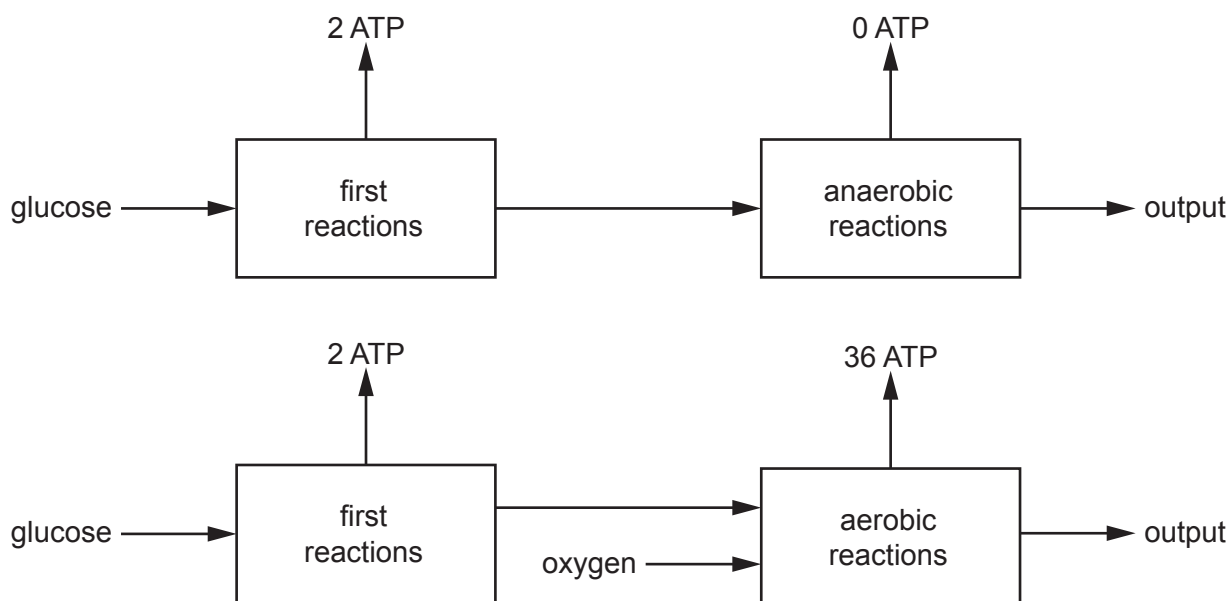 2 ATP
0 ATP
glucose
first
reactions
anaerobic
reactions
output
2 ATP
36 ATP
glucose
first
reactions
oxygen
aerobic
reactions
output